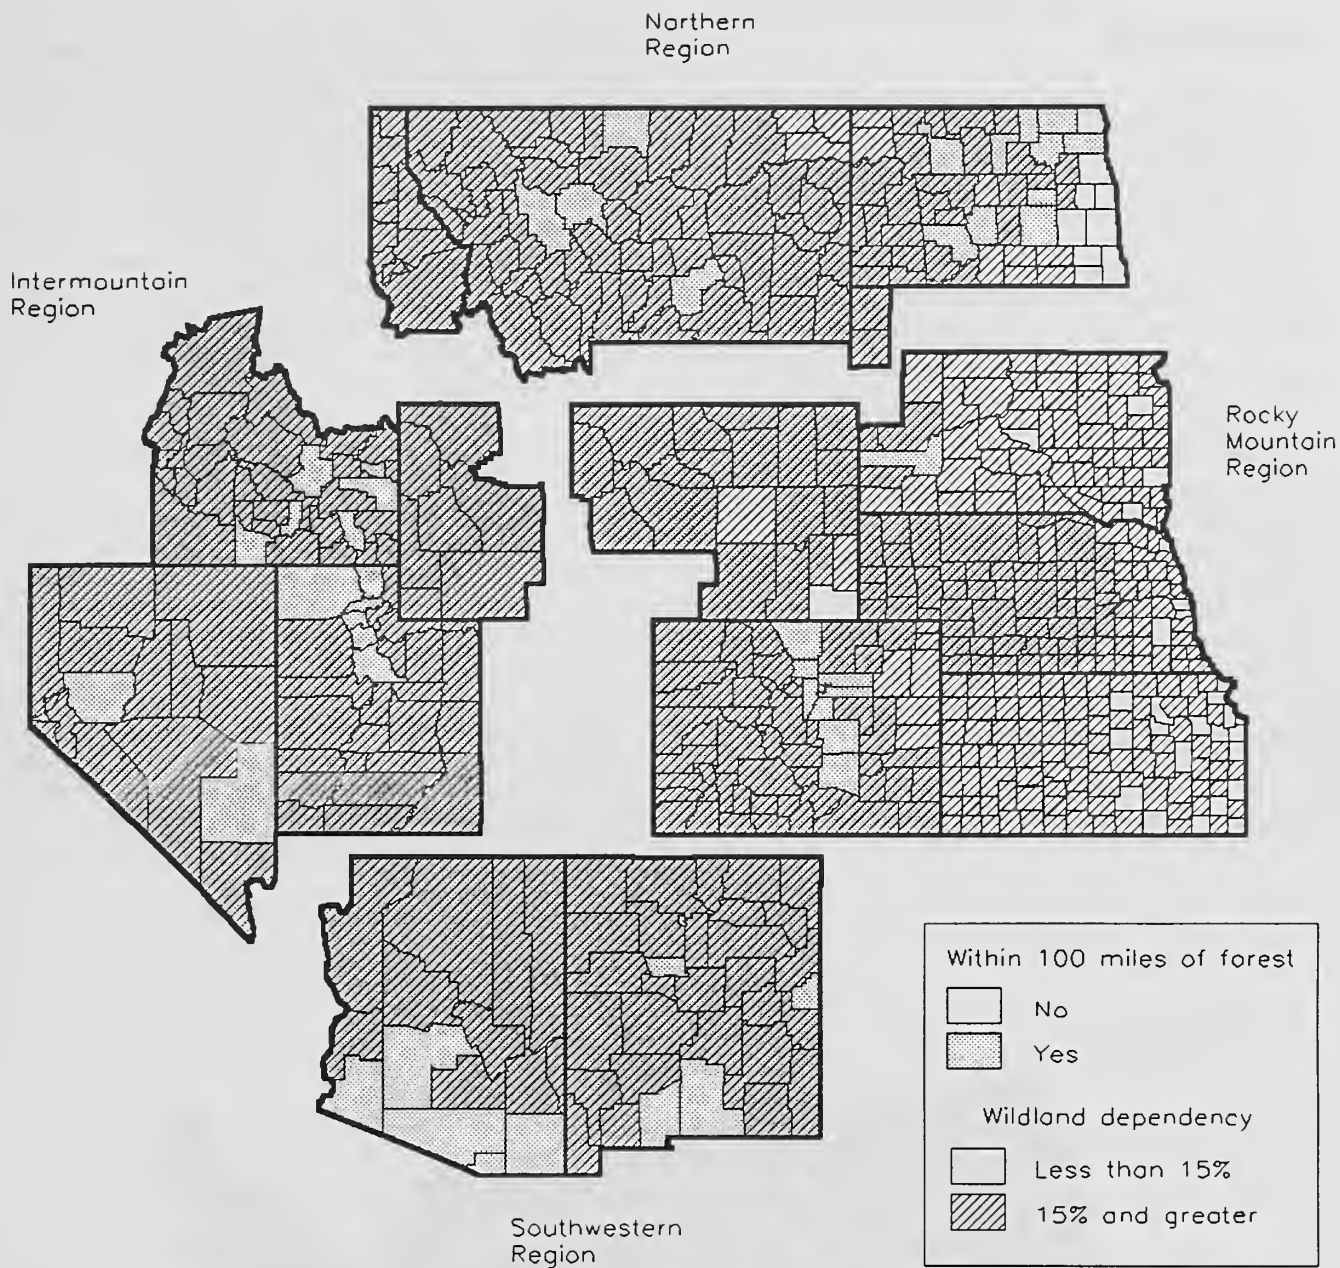 Northern
Region
Intermountain
Region
Rocky
Mountain
Region
Within 100 miles of forest
No
Yes
Wildland dependency
Less than 15%
15% and greater
Southwestern
Region